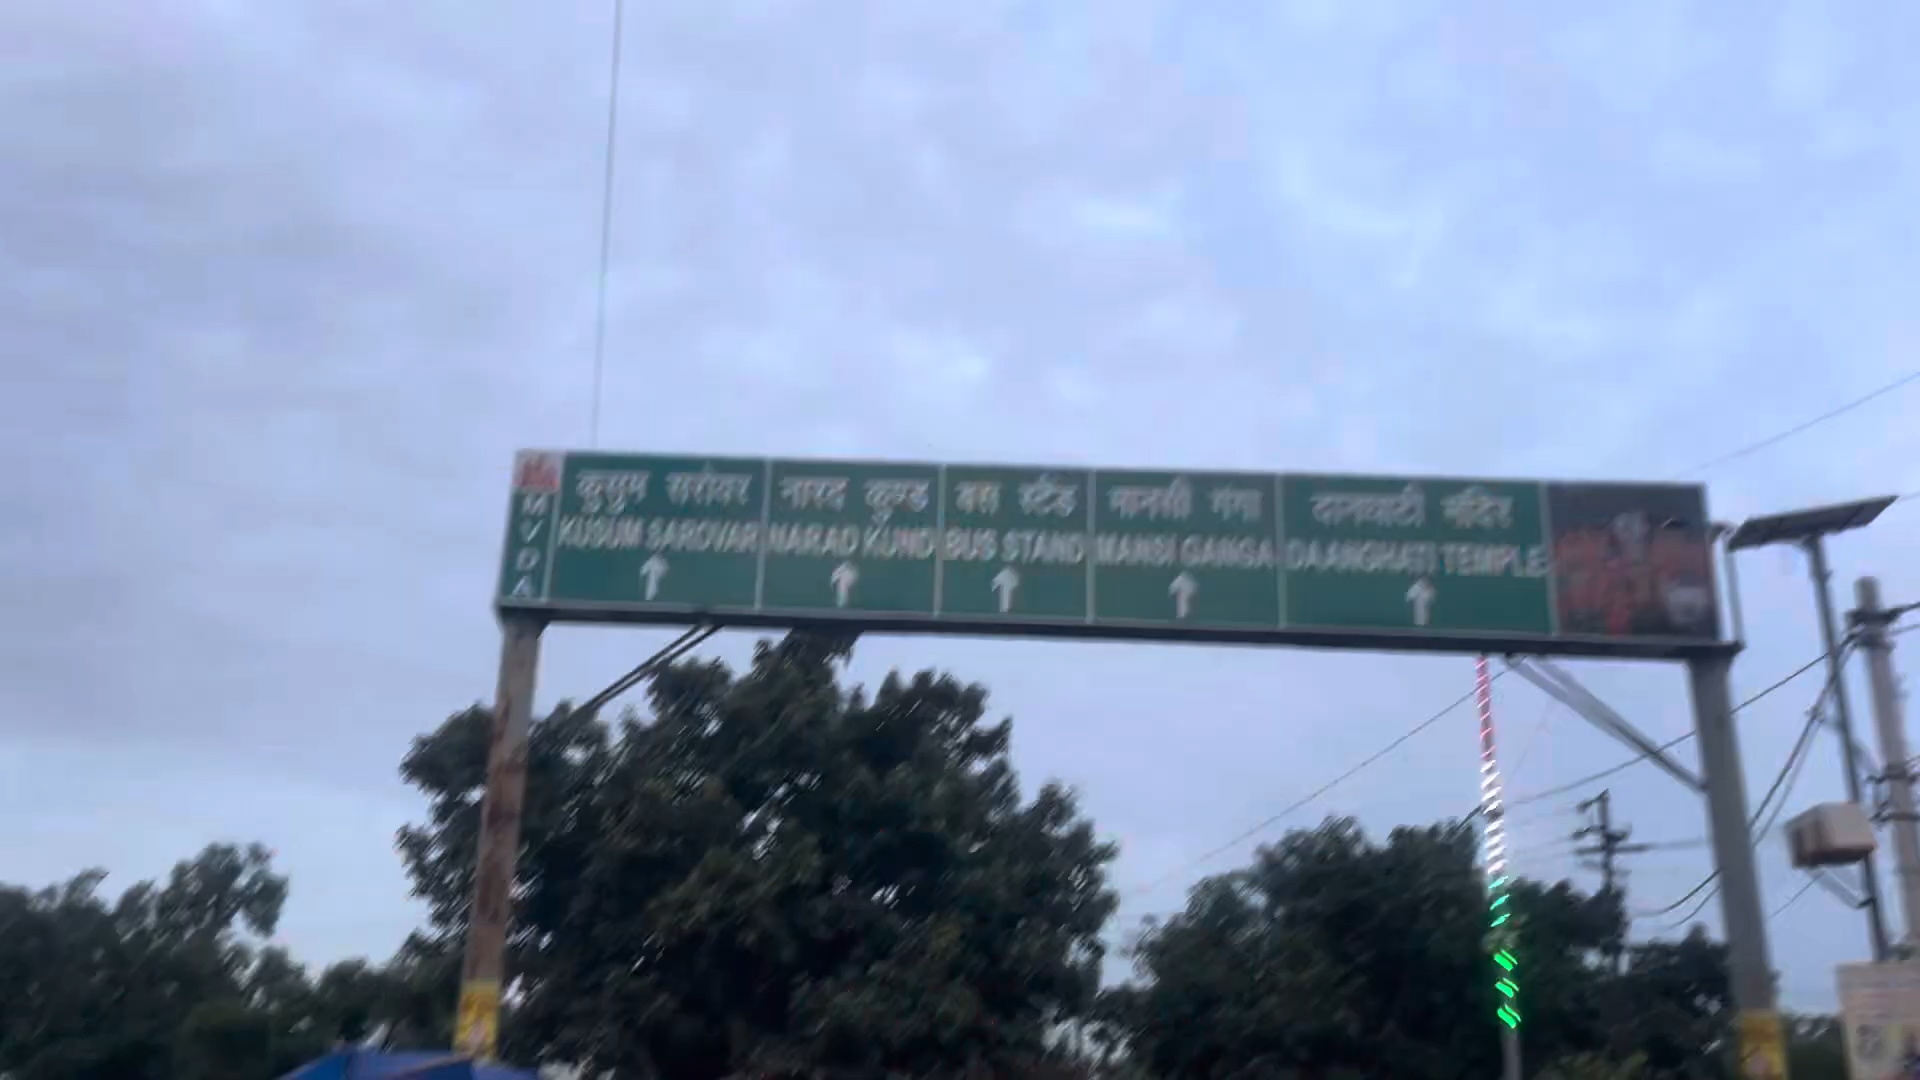 MVDA
कुसुम सरोवर
KUSUM SAROVAR
नारद कुण्ड
NARAD KUND
बस स्टैंड
BUS STAND
मानसी गंगा
MANSI GANGA
दानघाटी मंदिर
DAANGHATI TEMPLE